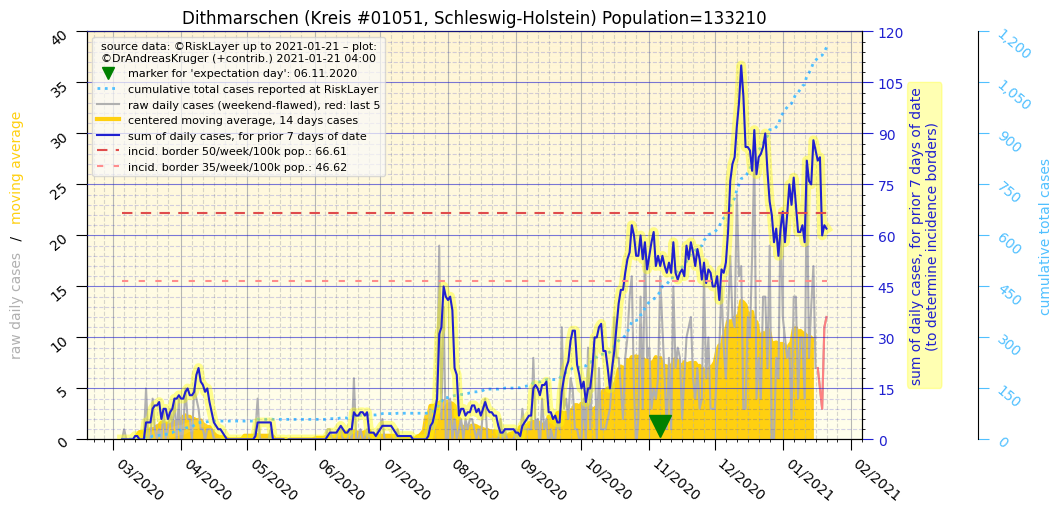 Dithmarschen (Kreis #01051, Schleswig-Holstein) Population=133210
source data: ©RiskLayer up to 2021-01-21 – plot:
©DrAndreasKruger (+contrib.) 2021-01-21 04:00
marker for 'expectation day': 06.11.2020
cumulative total cases reported at RiskLayer
raw daily cases (weekend-flawed), red: last 5
centered moving average, 14 days cases
sum of daily cases, for prior 7 days of date
incid. border 50/week/100k pop.: 66.61
incid. border 35/week/100k pop.: 46.62
raw daily cases / moving average
40
35
30
25
20
15
10
5
0
03/2020
04/2020
05/2020
06/2020
07/2020
08/2020
09/2020
10/2020
11/2020
12/2020
01/2021
02/2021
120
105
90
75
60
45
30
15
0
sum of daily cases, for prior 7 days of date
(to determine incidence borders)
1,200
1,050
900
750
600
450
300
150
0
cumulative total cases